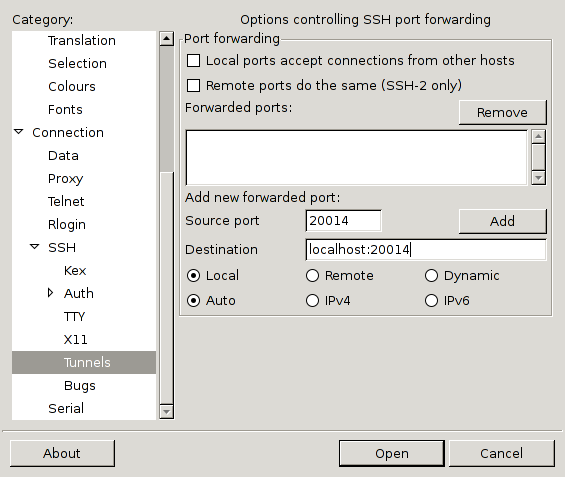 Category:
Translation
Selection
Colours
Fonts
Connection
Data
Proxy
Telnet
Rlogin
SSH
Kex
Auth
TTY
X11
Tunnels
Bugs
Serial
Options controlling SSH port forwarding
Port forwarding
Local ports accept connections from other hosts
Remote ports do the same (SSH-2 only)
Forwarded ports:
Remove
Add new forwarded port:
Source port 20014 Add
Destination localhost:20014
Local Remote Dynamic
Auto IPv4 IPv6
About Open Cancel